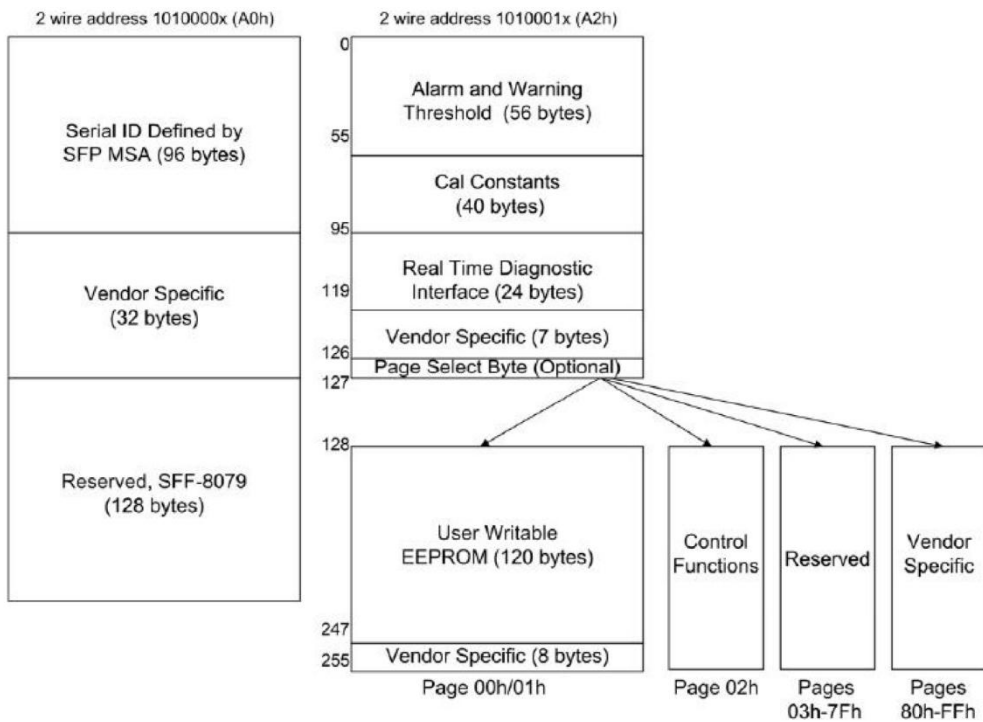 2 wire address 1010000x (A0h)
Serial ID Defined by
SFP MSA (96 bytes)
Vendor Specific
(32 bytes)
Reserved, SFF-8079
(128 bytes)
2 wire address 1010001x (A2h)
0
Alarm and Warning
Threshold (56 bytes)
55
Cal Constants
(40 bytes)
95
Real Time Diagnostic
Interface (24 bytes)
119
Vendor Specific (7 bytes)
126
Page Select Byte (Optional)
127
128
User Writable
EEPROM (120 bytes)
247
Vendor Specific (8 bytes)
255
Page 00h/01h
Control
Functions
Page 02h
Reserved
Pages
03h-7Fh
Vendor
Specific
Pages
80h-FFh